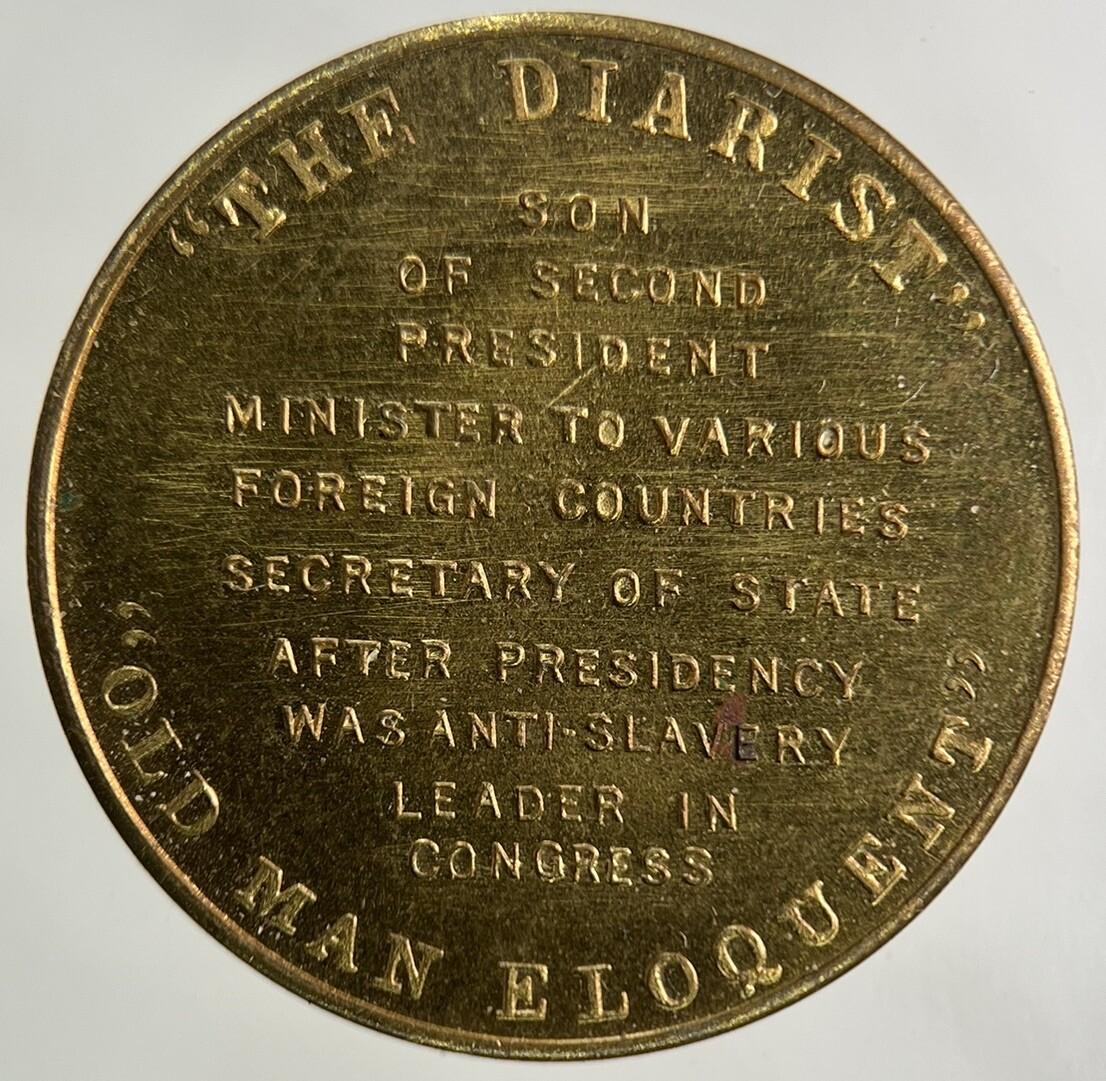 “THE DIARIST”
SON
OF SECOND
PRESIDENT
MINISTER TO VARIOUS
FOREIGN COUNTRIES
SECRETARY OF STATE
AFTER PRESIDENCY
WAS ANTI-SLAVERY
LEADER IN
CONGRESS
“OLD MAN ELOQUENT”